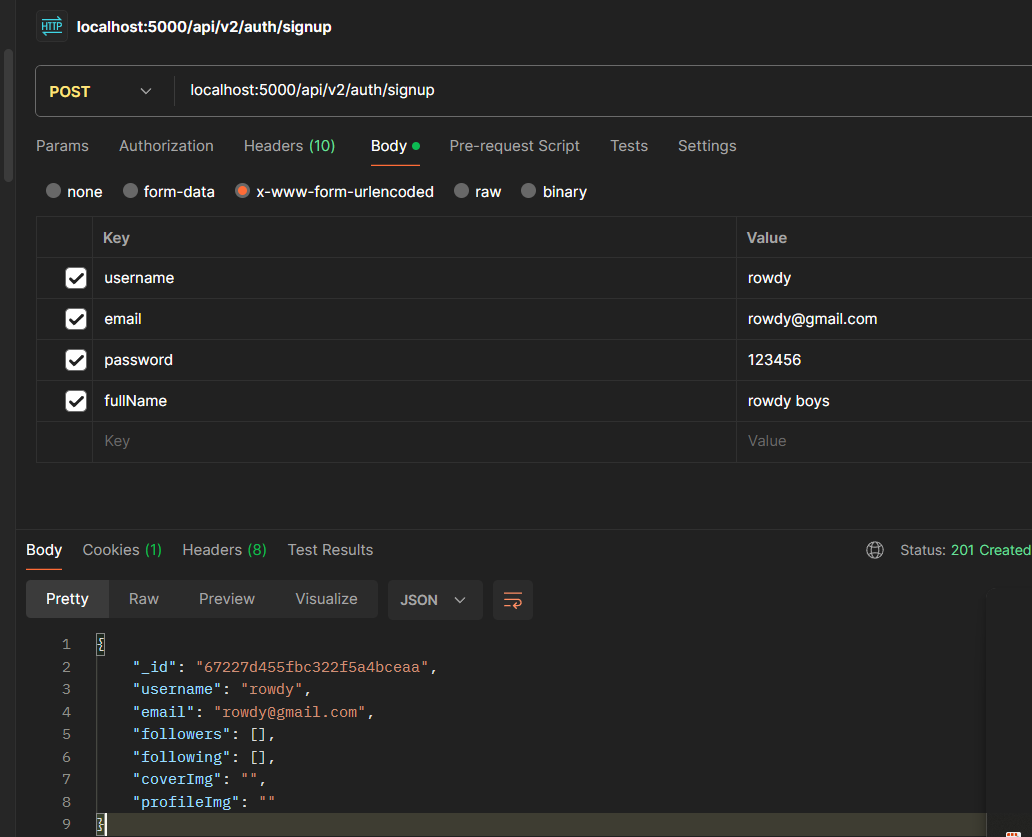 HTTP localhost:5000/api/v2/auth/signup
POST localhost:5000/api/v2/auth/signup
Params Authorization Headers (10) Body Pre-request Script Tests Settings
none form-data x-www-form-urlencoded raw binary
Key Value
username rowdy
email rowdy@gmail.com
password 123456
fullName rowdy boys
Key Value
Body Cookies (1) Headers (8) Test Results Status: 201 Created
Pretty Raw Preview Visualize JSON
1 {
2 "_id": "67227d455fbc322f5a4bceaa",
3 "username": "rowdy",
4 "email": "rowdy@gmail.com",
5 "followers": [],
6 "following": [],
7 "coverImg": "",
8 "profileImg": ""
9 }